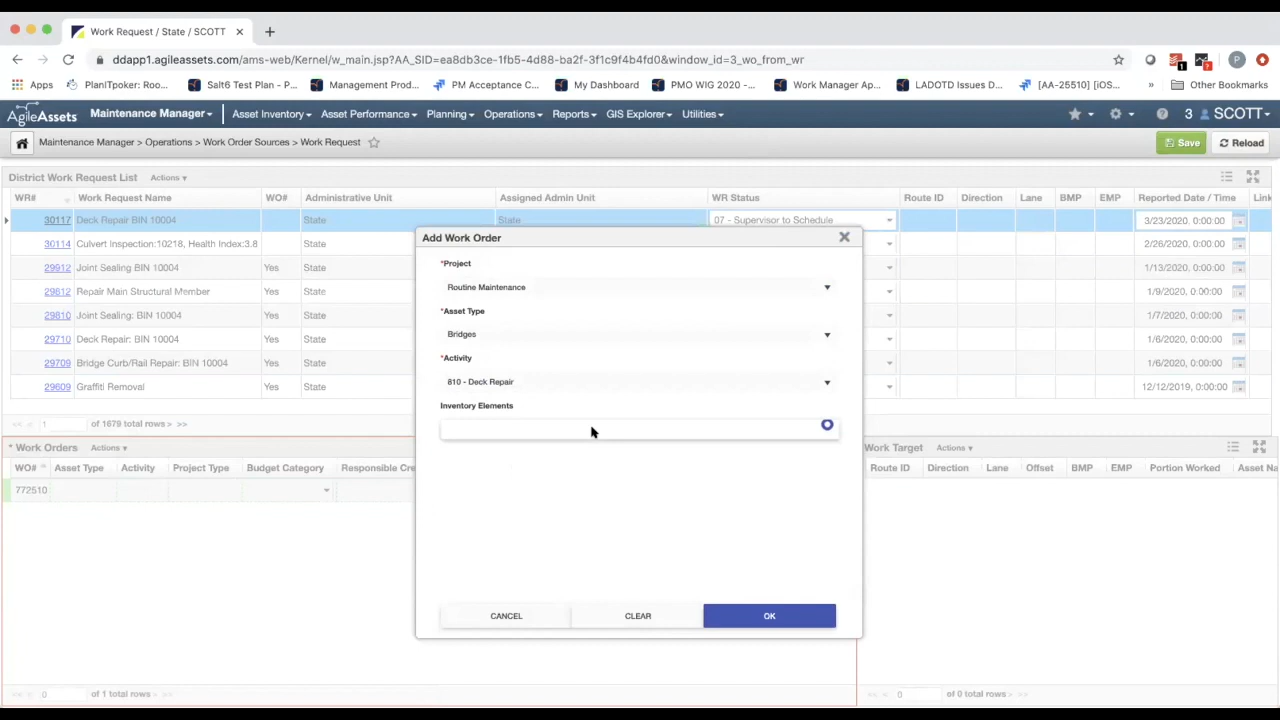 Work Request / State / SCOTT
ddapp1.agileassets.com/ams-web/Kernel/w_main.jsp?AA_SID=ea8db3ce-1fb5-4d88-ba2f-3f1c9f4b4fd0&window_id=3_wo_from_wr
Apps PlanITpoker: Roo... Salt6 Test Plan - P... Management Prod... PM Acceptance C... My Dashboard PMO WIG 2020 -... Work Manager Ap... LADOTD Issues D... [AA-25510] [iOS... » Other Bookmarks
AgileAssets Maintenance Manager Asset Inventory Asset Performance Planning Operations Reports GIS Explorer Utilities 3 SCOTT
Maintenance Manager > Operations > Work Order Sources > Work Request Save Reload
District Work Request List Actions
WR# Work Request Name WO# Administrative Unit Assigned Admin Unit WR Status Route ID Direction Lane BMP EMP Reported Date / Time Link
30117 Deck Repair BIN 10004 State State 07 - Supervisor to Schedule 3/23/2020, 0:00:00
30114 Culvert Inspection:10218, Health Index:3.8 State 2/26/2020, 0:00:00
29912 Joint Sealing BIN 10004 Yes State 1/13/2020, 0:00:00
29812 Repair Main Structural Member Yes State 1/9/2020, 0:00:00
29810 Joint Sealing: BIN 10004 Yes State 1/7/2020, 0:00:00
29710 Deck Repair: BIN 10004 Yes State 1/6/2020, 0:00:00
29709 Bridge Curb/Rail Repair: BIN 10004 Yes State 1/6/2020, 0:00:00
29609 Graffiti Removal Yes State 12/12/2019, 0:00:00
<< < 1 of 1679 total rows > >>
Add Work Order
*Project
Routine Maintenance
*Asset Type
Bridges
*Activity
810 - Deck Repair
Inventory Elements
CANCEL CLEAR OK
* Work Orders Actions
WO# Asset Type Activity Project Type Budget Category Responsible Cre
772510
<< < 0 of 1 total rows > >>
Work Target Actions
Route ID Direction Lane Offset BMP EMP Portion Worked Asset Na
<< < 0 of 0 total rows > >>